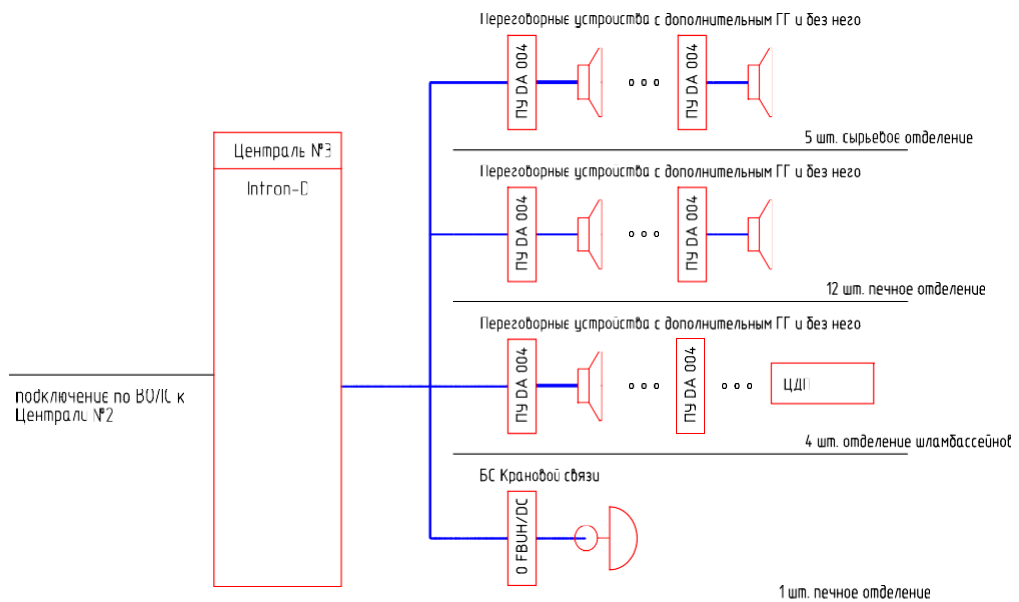 Переговорные устройства с дополнительным ГГ и без него
ПУ DA 004
ПУ DA 004
5 шт. сырьевое отделение
Централь №3
Intron-D
Переговорные устройства с дополнительным ГГ и без него
ПУ DA 004
ПУ DA 004
12 шт. печное отделение
Переговорные устройства с дополнительным ГГ и без него
ПУ DA 004
ПУ DA 004
ЦДП
подключение по ВОЛС к
Централи №2
4 шт. отделение шламбассейнов
БС Крановой связи
0 FBUH/DC
1 шт. печное отделение